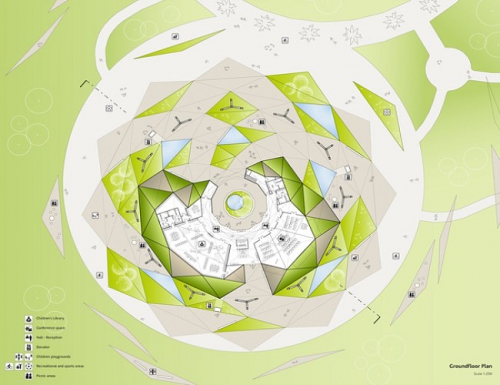 Children's Library
Conference space
Hall - Reception
Elevator
Children playgrounds
Recreational and sports areas
Picnic areas
Groundfloor Plan
Scale 1:250